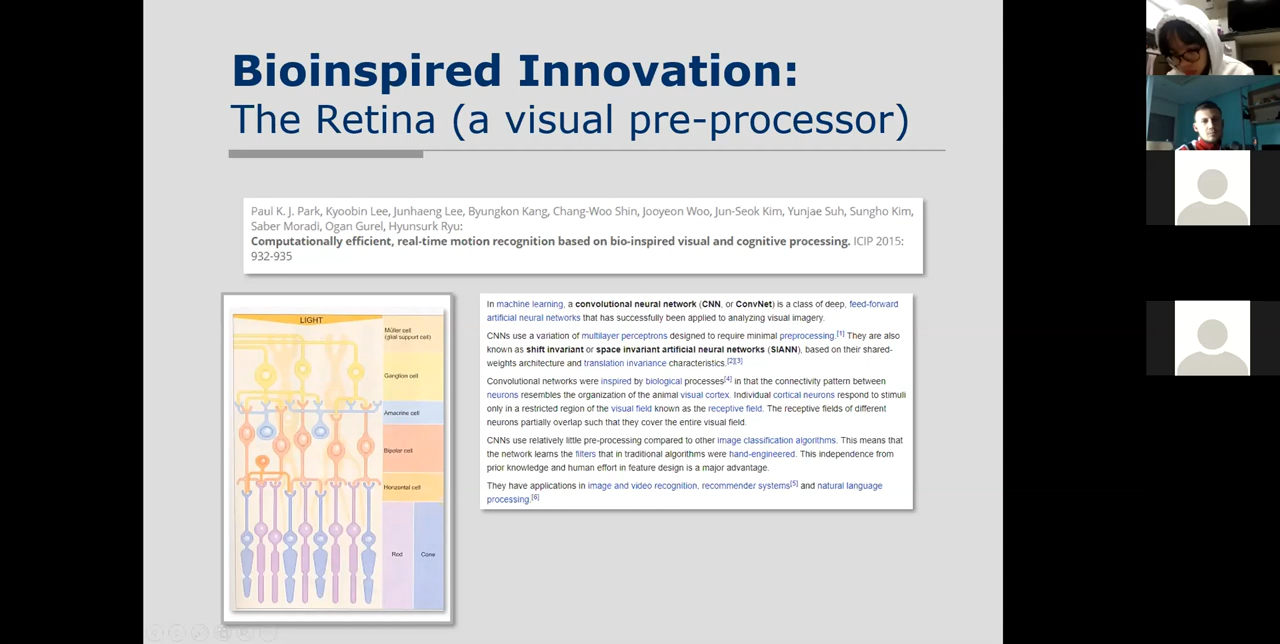 Bioinspired Innovation:
The Retina (a visual pre-processor)
Paul K. J. Park, Kyoobin Lee, Junhaeng Lee, Byungkon Kang, Chang-Woo Shin, Jooyeon Woo, Jun-Seok Kim, Yunjae Suh, Sungho Kim,
Saber Moradi, Ogan Gurel, Hyunsurk Ryu:
Computationally efficient, real-time motion recognition based on bio-inspired visual and cognitive processing. ICIP 2015:
932-935
LIGHT
Müller cell
(glial support cell)
Ganglion cell
Amacrine cell
Bipolar cell
Horizontal cell
Rod
Cone
In machine learning, a convolutional neural network (CNN, or ConvNet) is a class of deep, feed-forward
artificial neural networks that has successfully been applied to analyzing visual imagery.
CNNs use a variation of multilayer perceptrons designed to require minimal preprocessing.[1] They are also
known as shift invariant or space invariant artificial neural networks (SIANN), based on their shared-
weights architecture and translation invariance characteristics.[2][3]
Convolutional networks were inspired by biological processes[4] in that the connectivity pattern between
neurons resembles the organization of the animal visual cortex. Individual cortical neurons respond to stimuli
only in a restricted region of the visual field known as the receptive field. The receptive fields of different
neurons partially overlap such that they cover the entire visual field.
CNNs use relatively little pre-processing compared to other image classification algorithms. This means that
the network learns the filters that in traditional algorithms were hand-engineered. This independence from
prior knowledge and human effort in feature design is a major advantage.
They have applications in image and video recognition, recommender systems[5] and natural language
processing.[6]